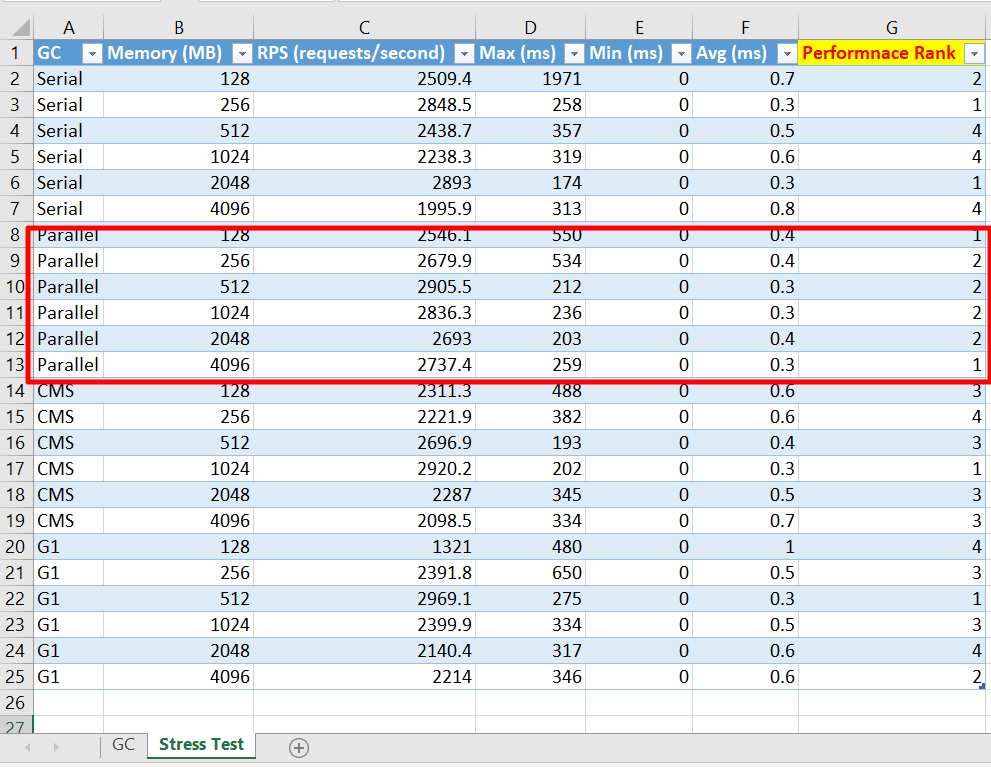 A B C D E F G
1 GC Memory (MB) RPS (requests/second) Max (ms) Min (ms) Avg (ms) Performnace Rank
2 Serial 128 2509.4 1971 0 0.7 2
3 Serial 256 2848.5 258 0 0.3 1
4 Serial 512 2438.7 357 0 0.5 4
5 Serial 1024 2238.3 319 0 0.6 4
6 Serial 2048 2893 174 0 0.3 1
7 Serial 4096 1995.9 313 0 0.8 4
8 Parallel 128 2546.1 550 0 0.4 1
9 Parallel 256 2679.9 534 0 0.4 2
10 Parallel 512 2905.5 212 0 0.3 2
11 Parallel 1024 2836.3 236 0 0.3 2
12 Parallel 2048 2693 203 0 0.4 2
13 Parallel 4096 2737.4 259 0 0.3 1
14 CMS 128 2311.3 488 0 0.6 3
15 CMS 256 2221.9 382 0 0.6 4
16 CMS 512 2696.9 193 0 0.4 3
17 CMS 1024 2920.2 202 0 0.3 1
18 CMS 2048 2287 345 0 0.5 3
19 CMS 4096 2098.5 334 0 0.7 3
20 G1 128 1321 480 0 1 4
21 G1 256 2391.8 650 0 0.5 3
22 G1 512 2969.1 275 0 0.3 1
23 G1 1024 2399.9 334 0 0.5 3
24 G1 2048 2140.4 317 0 0.6 4
25 G1 4096 2214 346 0 0.6 2
26
27
GC Stress Test